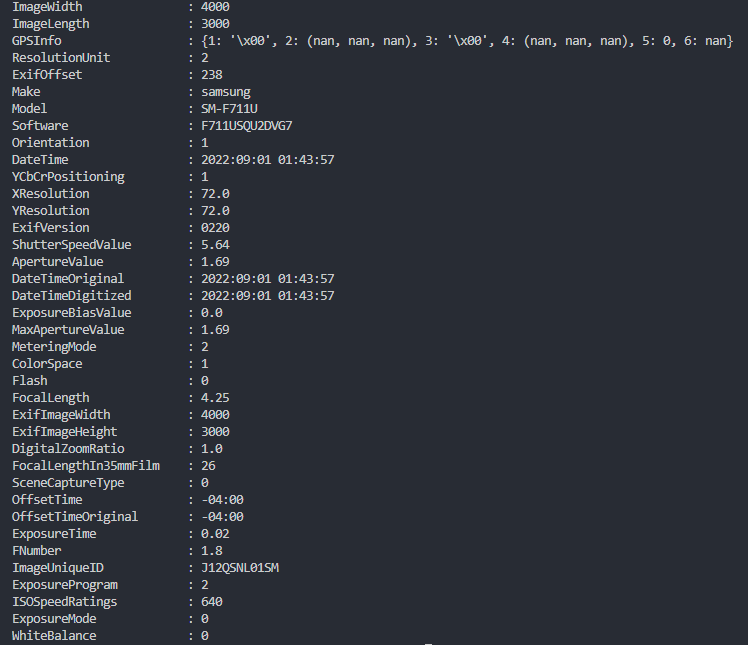 ImageWidth : 4000
ImageLength : 3000
GPSInfo : {1: '\x00', 2: (nan, nan, nan), 3: '\x00', 4: (nan, nan, nan), 5: 0, 6: nan}
ResolutionUnit : 2
ExifOffset : 238
Make : samsung
Model : SM-F711U
Software : F711USQU2DVG7
Orientation : 1
DateTime : 2022:09:01 01:43:57
YCbCrPositioning : 1
XResolution : 72.0
YResolution : 72.0
ExifVersion : 0220
ShutterSpeedValue : 5.64
ApertureValue : 1.69
DateTimeOriginal : 2022:09:01 01:43:57
DateTimeDigitized : 2022:09:01 01:43:57
ExposureBiasValue : 0.0
MaxApertureValue : 1.69
MeteringMode : 2
ColorSpace : 1
Flash : 0
FocalLength : 4.25
ExifImageWidth : 4000
ExifImageHeight : 3000
DigitalZoomRatio : 1.0
FocalLengthIn35mmFilm : 26
SceneCaptureType : 0
OffsetTime : -04:00
OffsetTimeOriginal : -04:00
ExposureTime : 0.02
FNumber : 1.8
ImageUniqueID : J12QSNL01SM
ExposureProgram : 2
ISOSpeedRatings : 640
ExposureMode : 0
WhiteBalance : 0